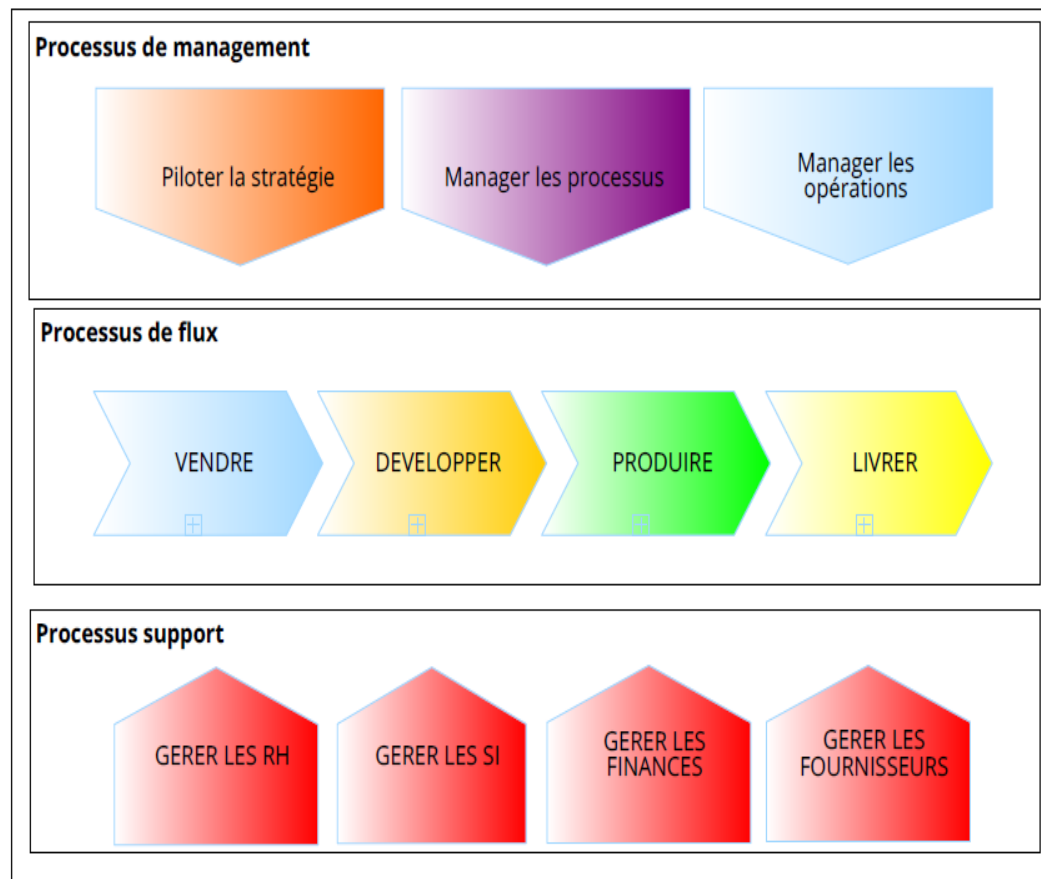 Processus de management
Piloter la stratégie
Manager les processus
Manager les
opérations
Processus de flux
VENDRE
DEVELOPPER
PRODUIRE
LIVRER
Processus support
GERER LES RH
GERER LES SI
GERER LES
FINANCES
GERER LES
FOURNISSEURS